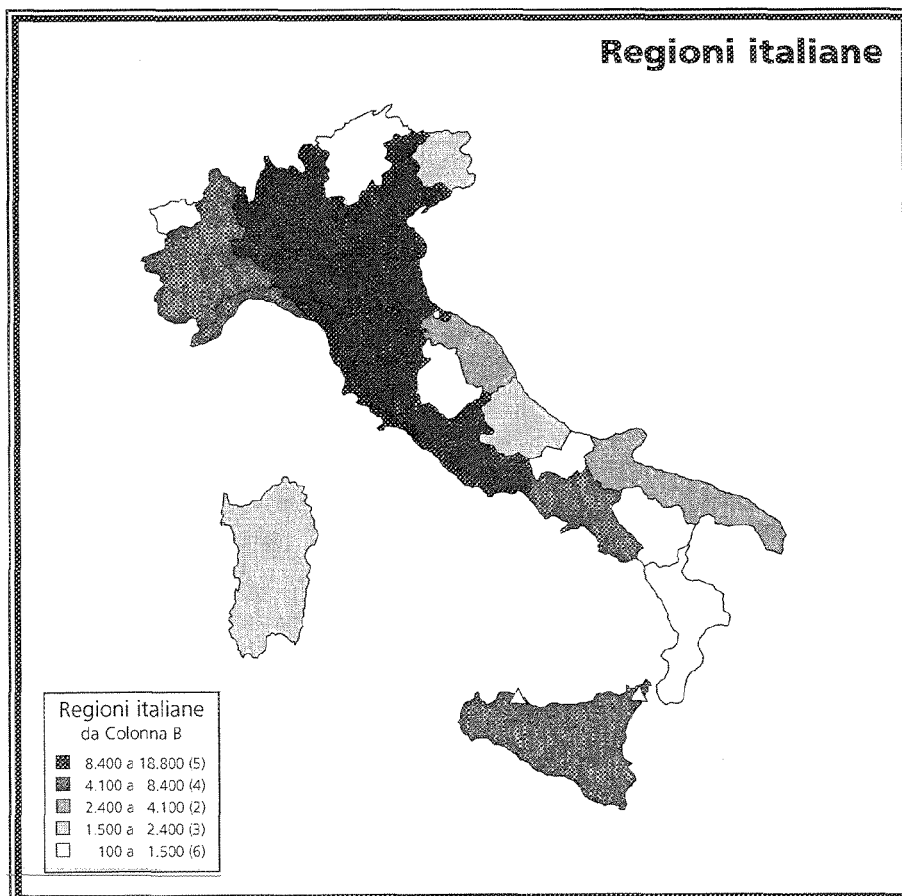 Regioni italiane
Regioni italiane
da Colonna B
8.400 a 18.800 (5)
4.100 a 8.400 (4)
2.400 a 4.100 (2)
1.500 a 2.400 (3)
100 a 1.500 (6)